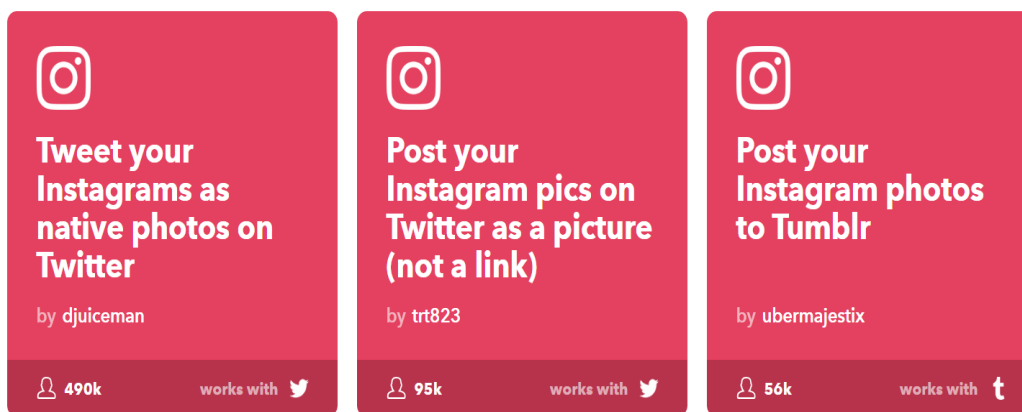 Tweet your
Instagrams as
native photos on
Twitter
by djuiceman
490k works with
Post your
Instagram pics on
Twitter as a picture
(not a link)
by trt823
95k works with
Post your
Instagram photos
to Tumblr
by ubermajestix
56k works with t